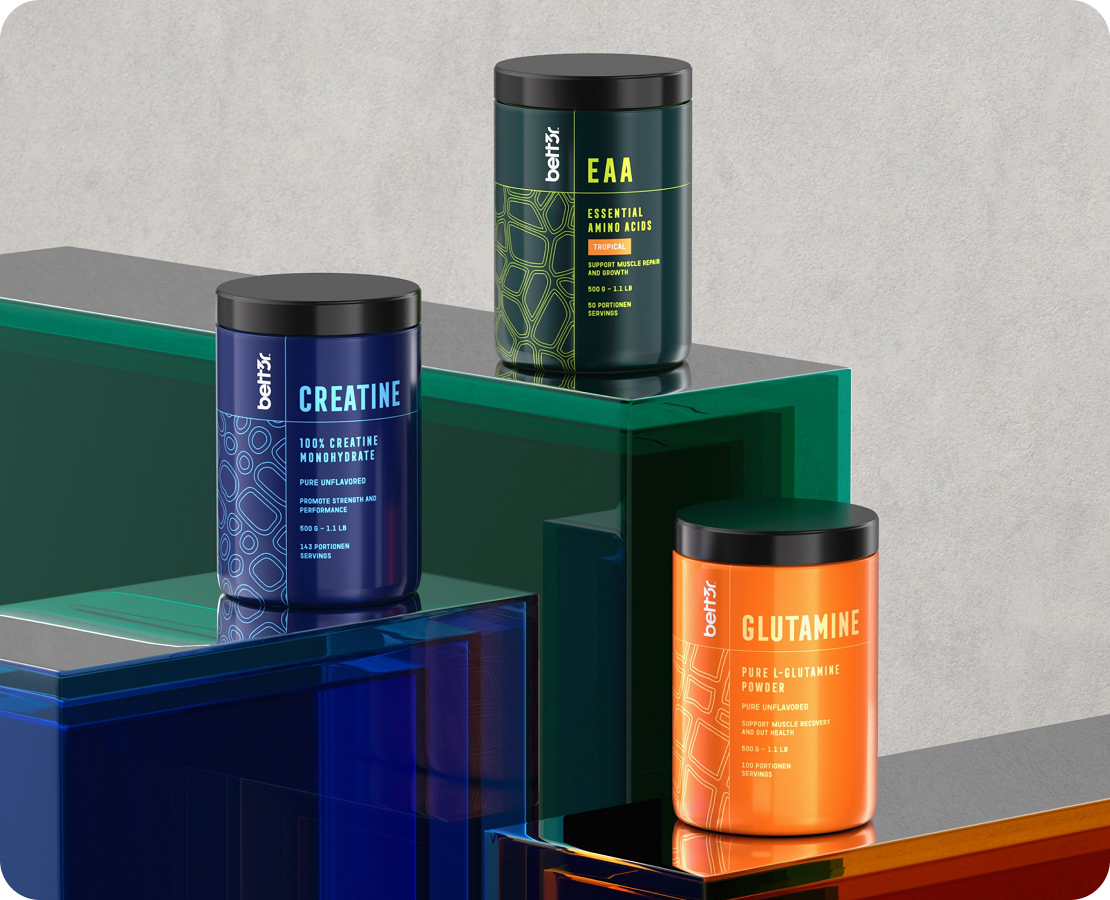 bett3r.
EAA
ESSENTIAL
AMINO ACIDS
TROPICAL
SUPPORT MUSCLE REPAIR
AND GROWTH
500 G – 1.1 LB
50 PORTIONEN
SERVINGS
bett3r.
CREATINE
100% CREATINE
MONOHYDRATE
PURE UNFLAVORED
PROMOTE STRENGTH AND
PERFORMANCE
500 G – 1.1 LB
143 PORTIONEN
SERVINGS
bett3r.
GLUTAMINE
PURE L-GLUTAMINE
POWDER
PURE UNFLAVORED
SUPPORT MUSCLE RECOVERY
AND GUT HEALTH
500 G – 1.1 LB
100 PORTIONEN
SERVINGS